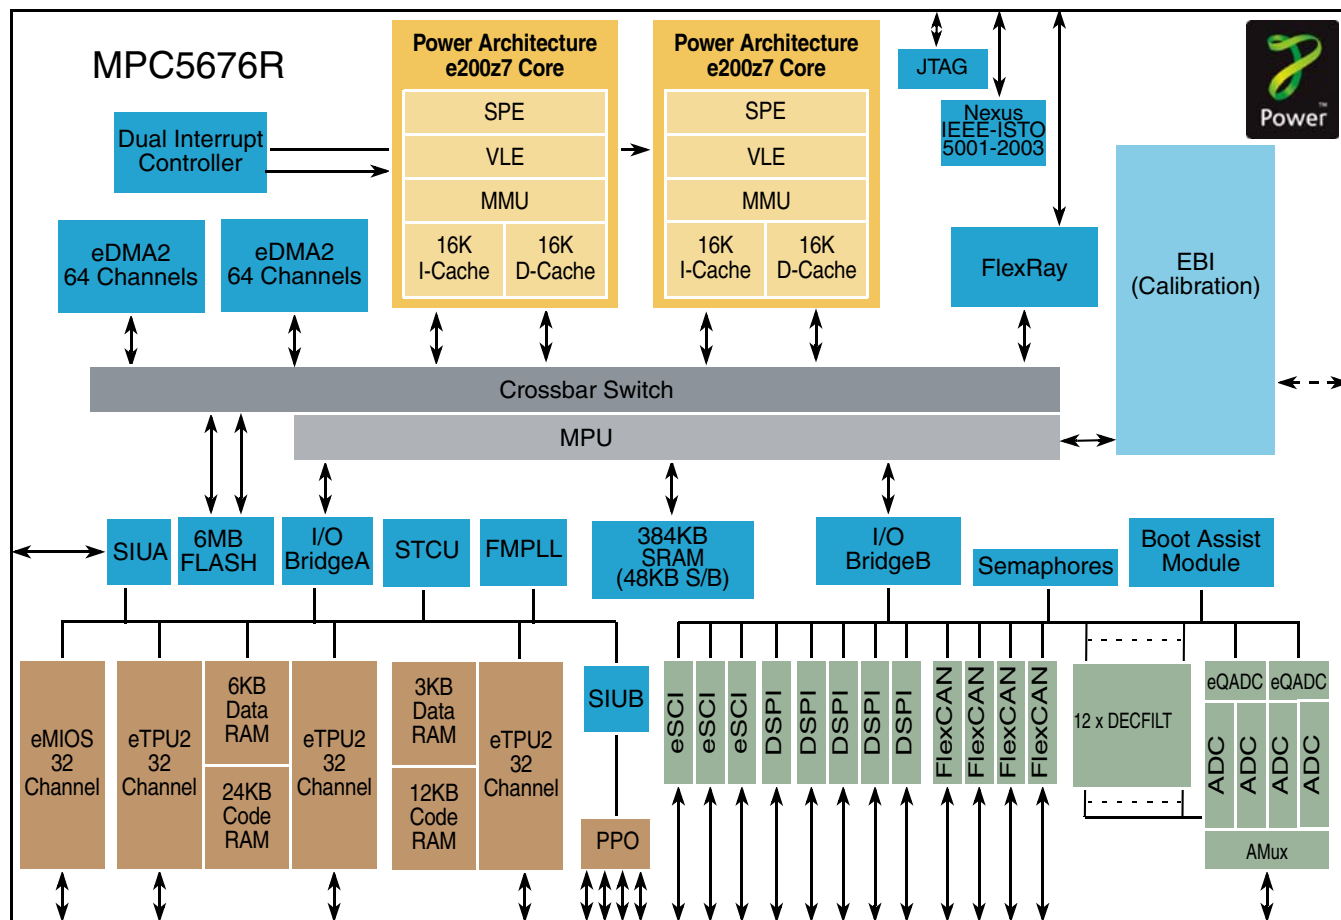 MPC5676R
Power Architecture
e200z7 Core
SPE
VLE
MMU
16K
I-Cache
16K
D-Cache
Power Architecture
e200z7 Core
SPE
VLE
MMU
16K
I-Cache
16K
D-Cache
JTAG
Nexus
IEEE-ISTO
5001-2003
Power
TM
Dual Interrupt
Controller
eDMA2
64 Channels
eDMA2
64 Channels
FlexRay
EBI
(Calibration)
Crossbar Switch
MPU
SIUA
6MB
FLASH
I/O
BridgeA
STCU
FMPLL
384KB
SRAM
(48KB S/B)
I/O
BridgeB
Semaphores
Boot Assist
Module
eMIOS
32
Channel
eTPU2
32
Channel
6KB
Data
RAM
24KB
Code
RAM
eTPU2
32
Channel
3KB
Data
RAM
12KB
Code
RAM
eTPU2
32
Channel
SIUB
PPO
eSCI
eSCI
eSCI
DSPI
DSPI
DSPI
DSPI
DSPI
FlexCAN
FlexCAN
FlexCAN
FlexCAN
12 x DECFILT
eQADC
eQADC
ADC
ADC
ADC
ADC
AMux